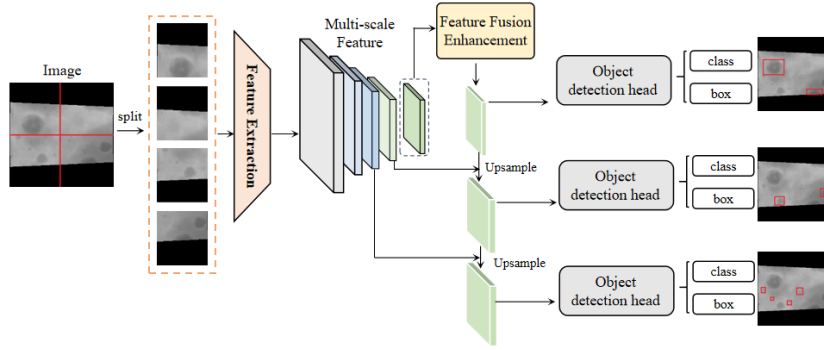 Image
split
Feature Extraction
Multi-scale
Feature
Feature Fusion
Enhancement
Object
detection head
class
box
Upsample
Object
detection head
class
box
Upsample
Object
detection head
class
box